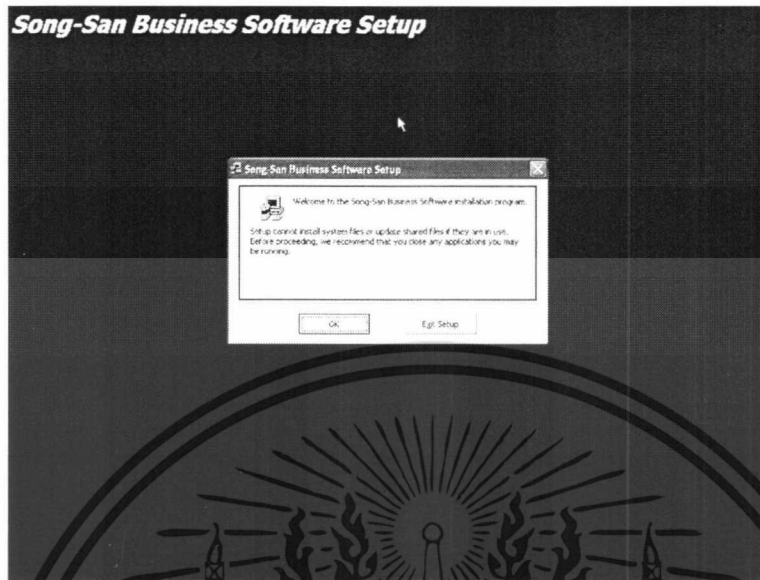 Song-San Business Software Setup
Song-San Business Software Setup
Welcome to the Song-San Business Software installation program.
Setup cannot install system files or update shared files if they are in use.
Before proceeding, we recommend that you close any applications you may
be running.
OK
Exit Setup